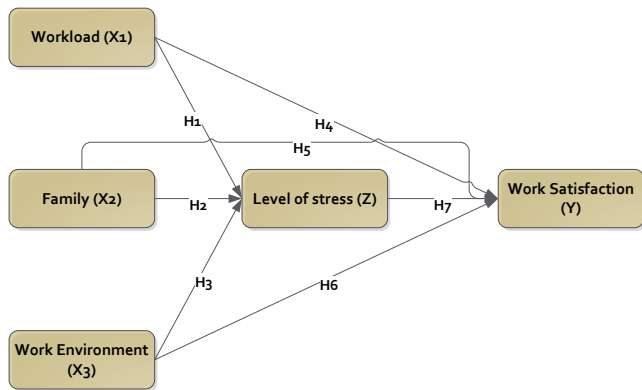 Workload (X1)
H1
H4
H5
Family (X2)
H2
Level of stress (Z)
H7
Work Satisfaction
(Y)
H3
H6
Work Environment
(X3)